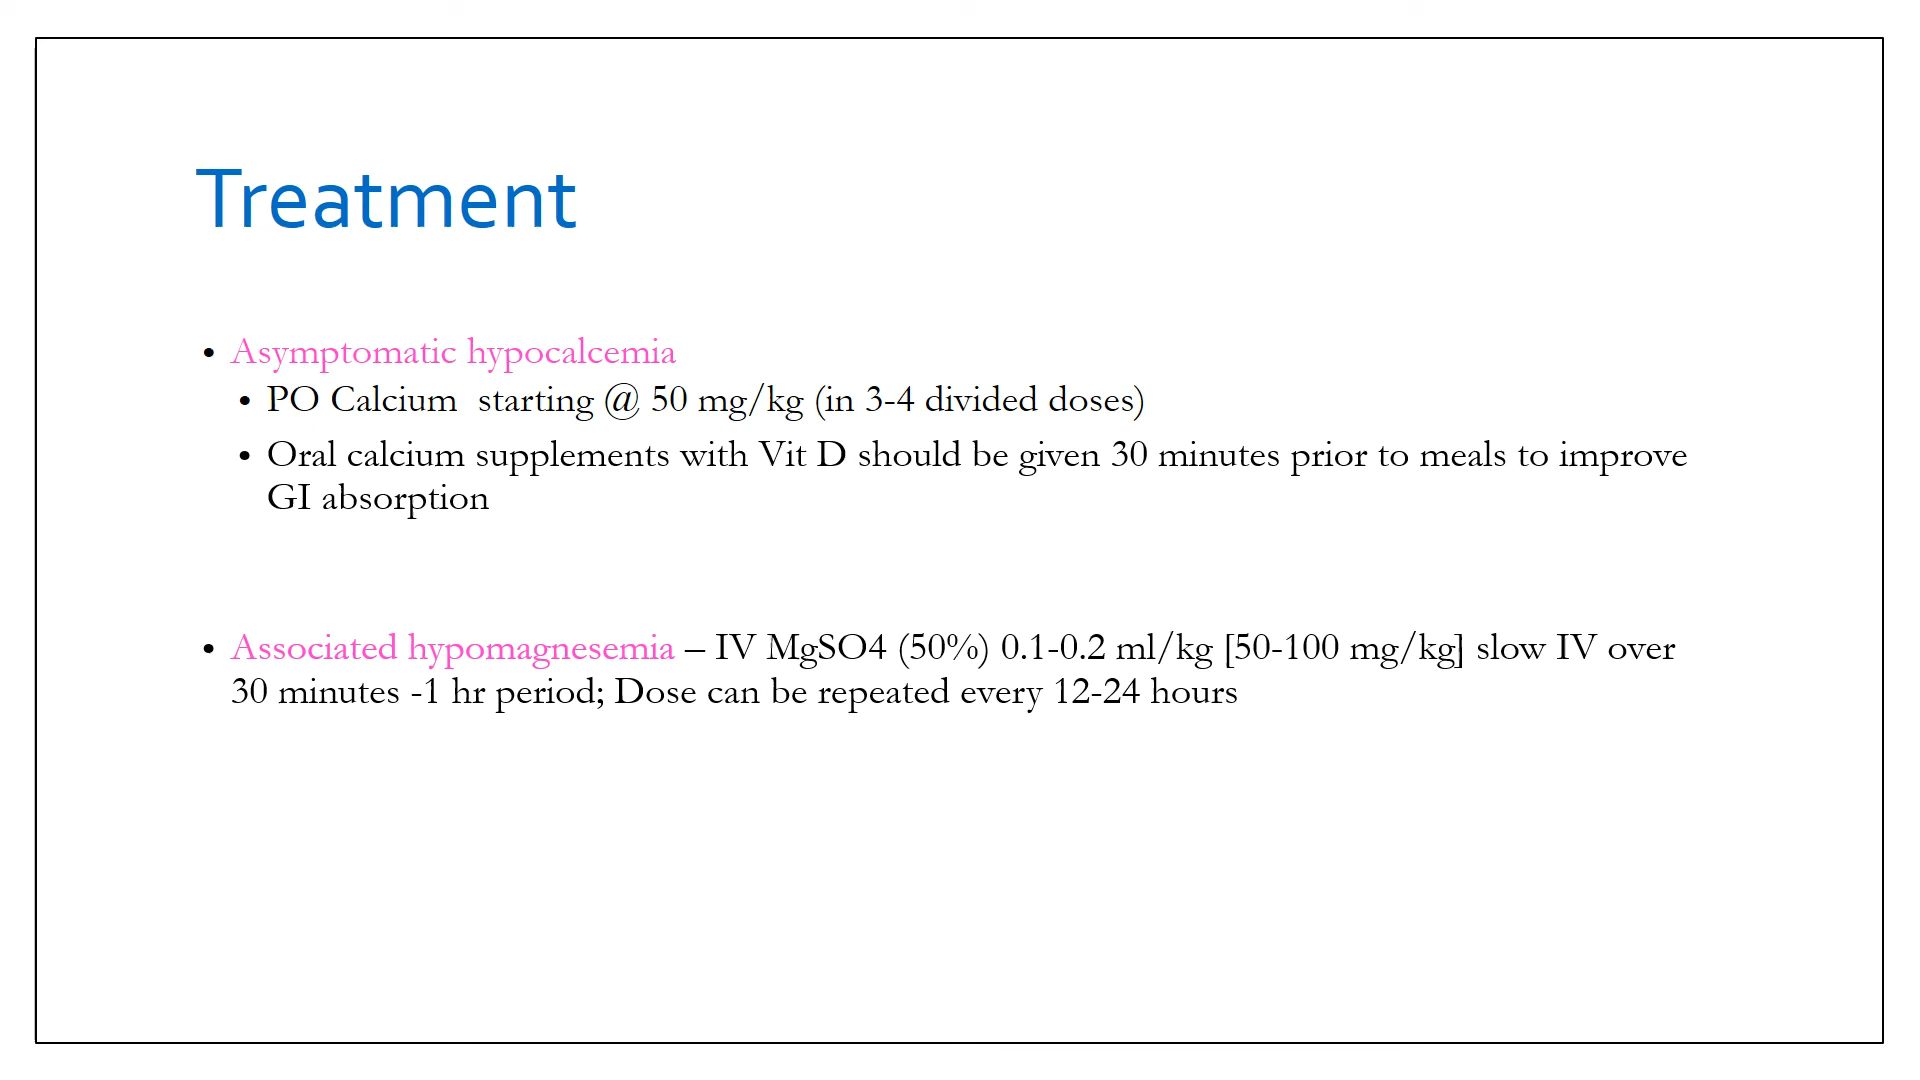 Treatment
• Asymptomatic hypocalcemia
• PO Calcium  starting @ 50 mg/kg (in 3-4 divided doses)
• Oral calcium supplements with Vit D should be given 30 minutes prior to meals to improve
GI absorption
• Associated hypomagnesemia – IV MgSO4 (50%) 0.1-0.2 ml/kg [50-100 mg/kg] slow IV over
30 minutes -1 hr period; Dose can be repeated every 12-24 hours